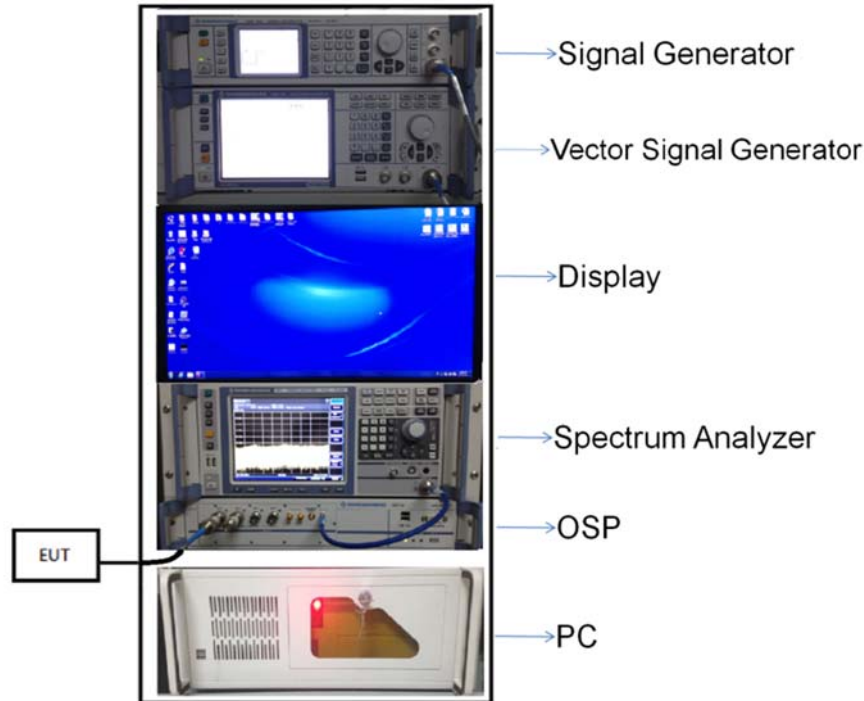 Signal Generator
Vector Signal Generator
Display
Spectrum Analyzer
OSP
EUT
PC